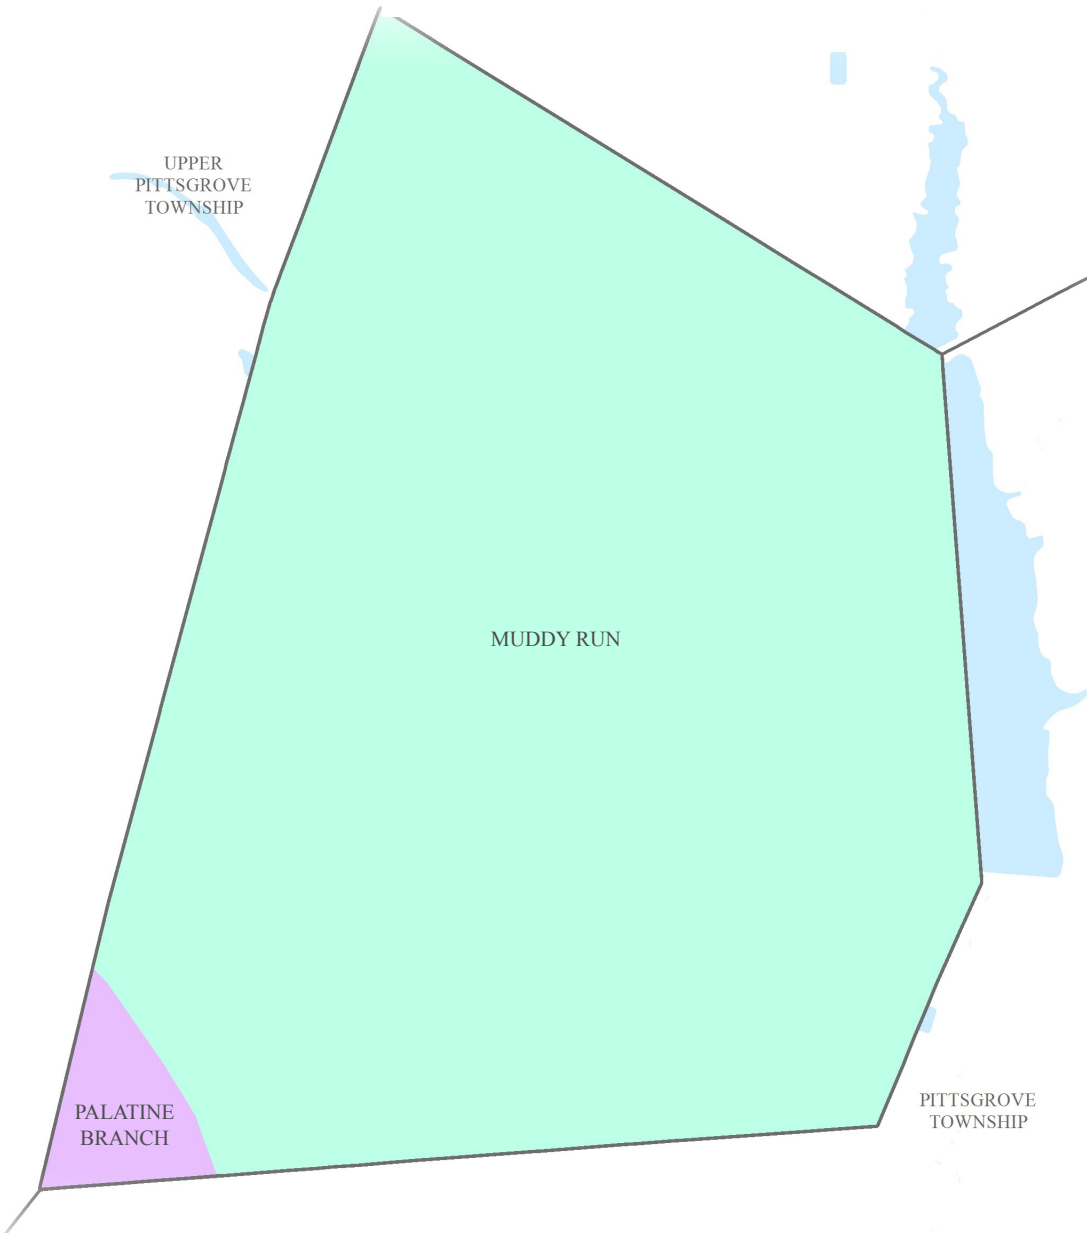 UPPER
PITTSGROVE
TOWNSHIP
MUDDY RUN
PALATINE
BRANCH
PITTSGROVE
TOWNSHIP